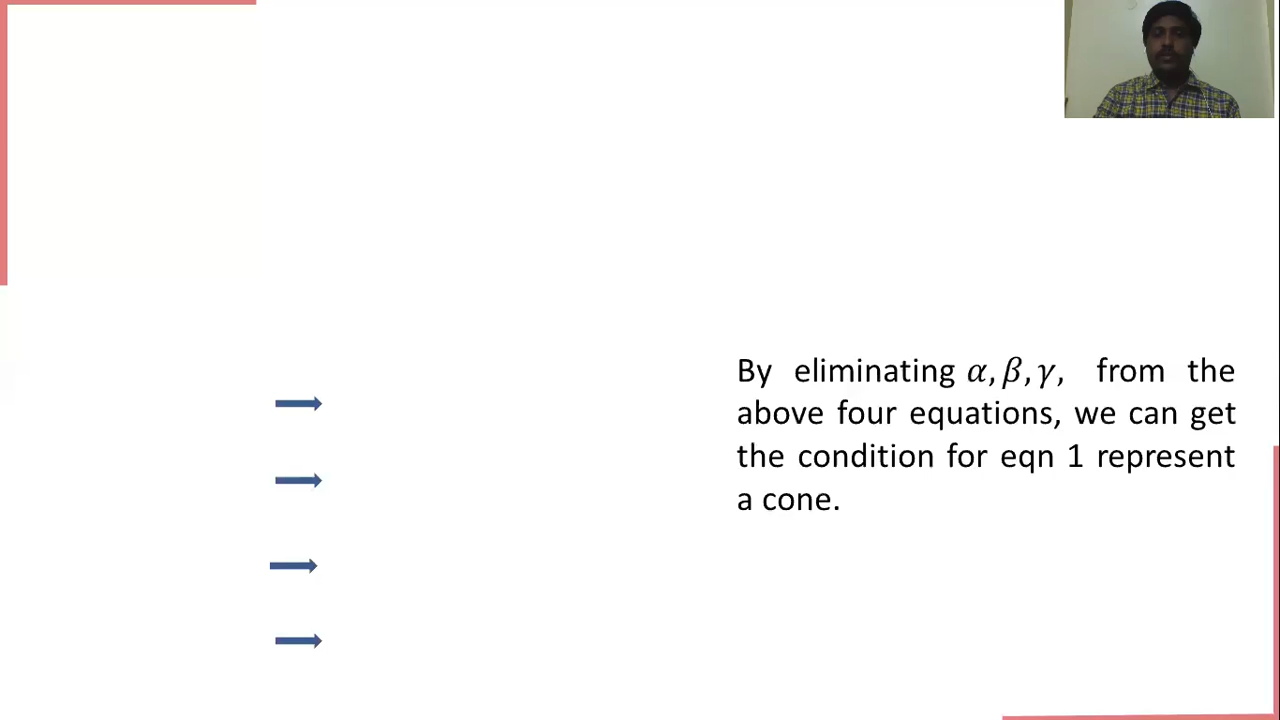 By eliminating 𝛼, 𝛽, 𝛾, from the
above four equations, we can get
the condition for eqn 1 represent
a cone.